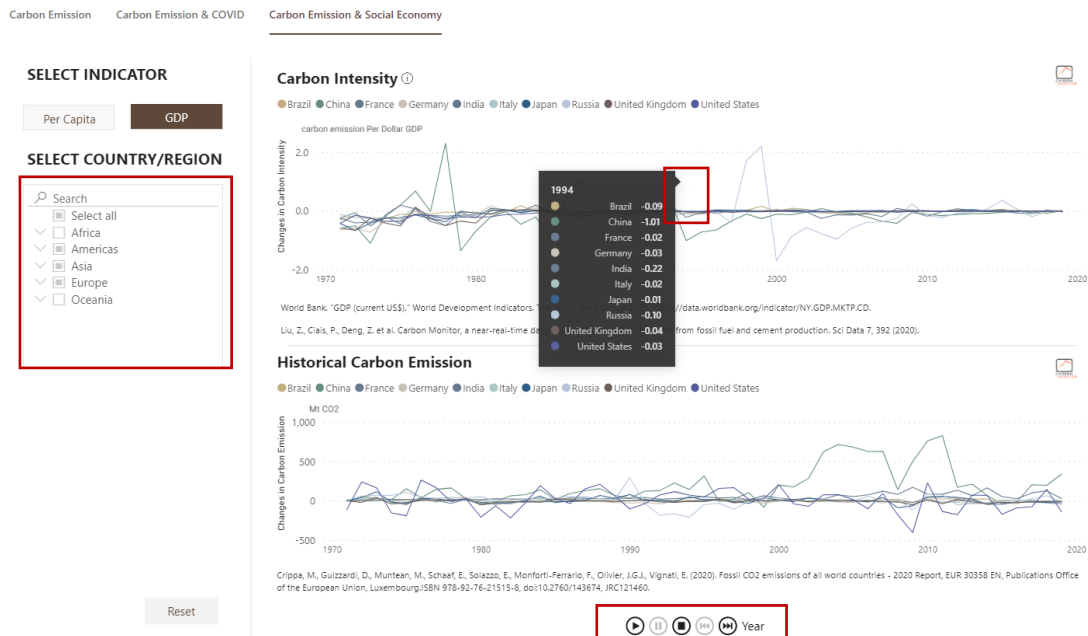 Carbon Emission Carbon Emission & COVID Carbon Emission & Social Economy
SELECT INDICATOR
Per Capita GDP
SELECT COUNTRY/REGION
Search
Select all
Africa
Americas
Asia
Europe
Oceania
Reset
Carbon Intensity
Brazil China France Germany India Italy Japan Russia United Kingdom United States
carbon emission Per Dollar GDP
Changes in Carbon Intensity
2.0
0.0
-2.0
1970 1980 2000 2010 2020
1994
Brazil -0.09
China -1.01
France -0.02
Germany -0.03
India -0.22
Italy -0.02
Japan -0.01
Russia -0.10
United Kingdom -0.04
United States -0.03
World Bank. "GDP (current US$)." World Development Indicators. //data.worldbank.org/indicator/NY.GDP.MKTP.CD.
Liu, Z., Ciais, P., Deng, Z. et al. Carbon Monitor, a near-real-time from fossil fuel and cement production. Sci Data 7, 392 (2020).
Historical Carbon Emission
Brazil China France Germany India Italy Japan Russia United Kingdom United States
Mt CO2
Changes in Carbon Emission
1,000
500
0
-500
1970 1980 1990 2000 2010 2020
Crippa, M., Guizzardi, D., Muntean, M., Schaaf, E., Solazzo, E., Monforti-Ferrario, F., Olivier, J.G.J., Vignati, E. (2020). Fossil CO2 emissions of all world countries - 2020 Report, EUR 30358 EN, Publications Office
of the European Union, Luxembourg.ISBN 978-92-76-21515-8, doi:10.2760/143674, JRC121460.
Year